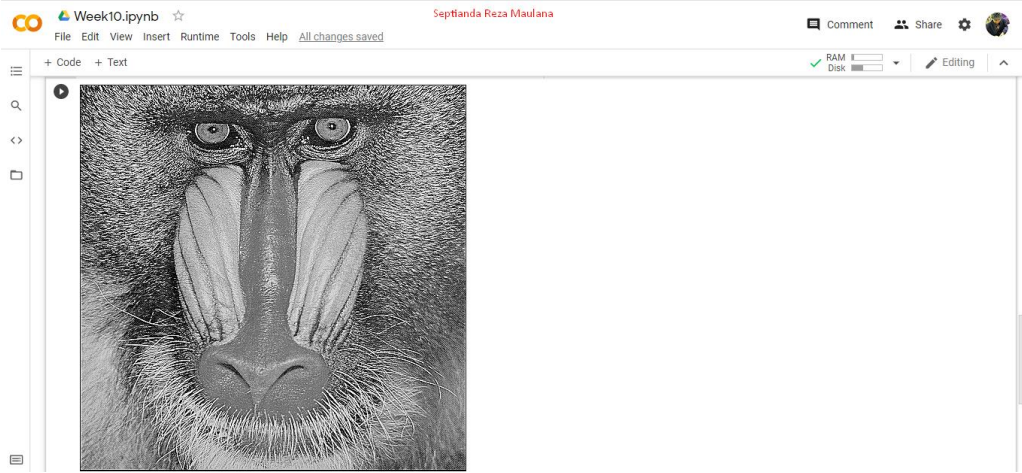 Week10.ipynb
Septianda Reza Maulana
Comment
Share
File Edit View Insert Runtime Tools Help All changes saved
+ Code + Text
RAM
Disk
Editing